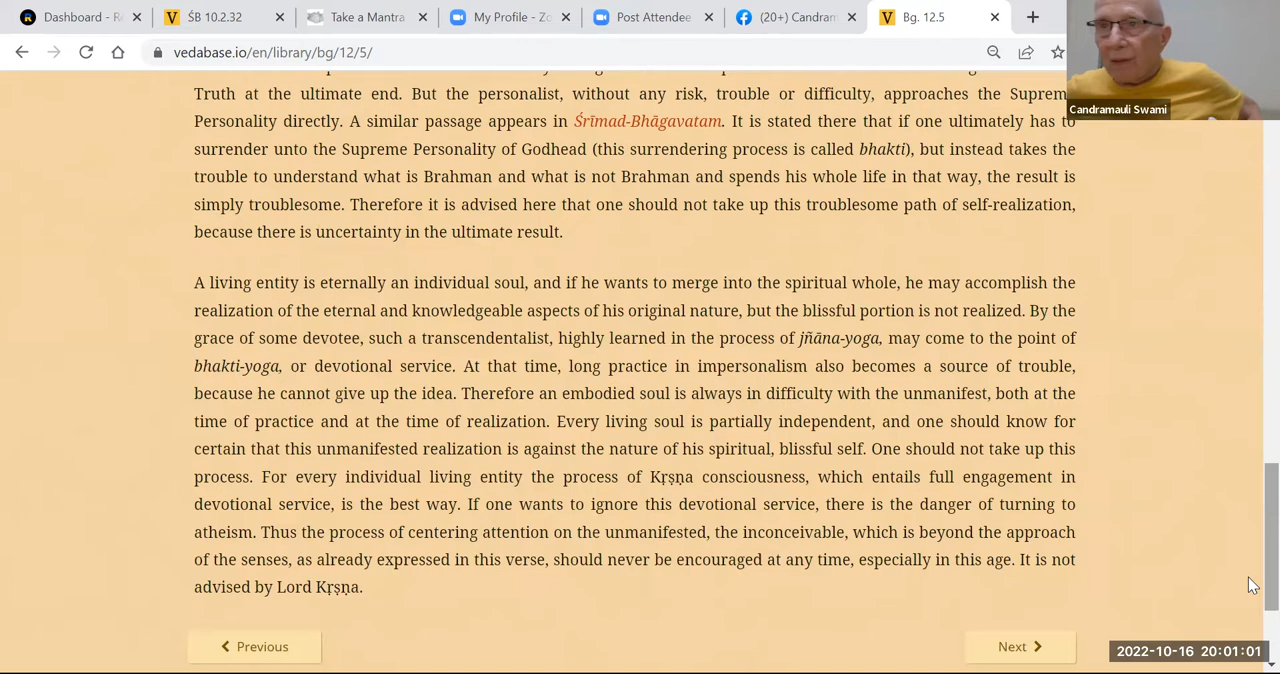 Dashboard - R
ŚB 10.2.32
Take a Mantra
My Profile - Zo
Post Attendee
(20+) Candram
Bg. 12.5
vedabase.io/en/library/bg/12/5/
Candramauli Swami
Truth at the ultimate end. But the personalist, without any risk, trouble or difficulty, approaches the Suprem
Personality directly. A similar passage appears in Śrīmad-Bhāgavatam. It is stated there that if one ultimately has to
surrender unto the Supreme Personality of Godhead (this surrendering process is called bhakti), but instead takes the
trouble to understand what is Brahman and what is not Brahman and spends his whole life in that way, the result is
simply troublesome. Therefore it is advised here that one should not take up this troublesome path of self-realization,
because there is uncertainty in the ultimate result.
A living entity is eternally an individual soul, and if he wants to merge into the spiritual whole, he may accomplish the
realization of the eternal and knowledgeable aspects of his original nature, but the blissful portion is not realized. By the
grace of some devotee, such a transcendentalist, highly learned in the process of jñāna-yoga, may come to the point of
bhakti-yoga, or devotional service. At that time, long practice in impersonalism also becomes a source of trouble,
because he cannot give up the idea. Therefore an embodied soul is always in difficulty with the unmanifest, both at the
time of practice and at the time of realization. Every living soul is partially independent, and one should know for
certain that this unmanifested realization is against the nature of his spiritual, blissful self. One should not take up this
process. For every individual living entity the process of Kṛṣṇa consciousness, which entails full engagement in
devotional service, is the best way. If one wants to ignore this devotional service, there is the danger of turning to
atheism. Thus the process of centering attention on the unmanifested, the inconceivable, which is beyond the approach
of the senses, as already expressed in this verse, should never be encouraged at any time, especially in this age. It is not
advised by Lord Kṛṣṇa.
Previous
Next
2022-10-16 20:01:01